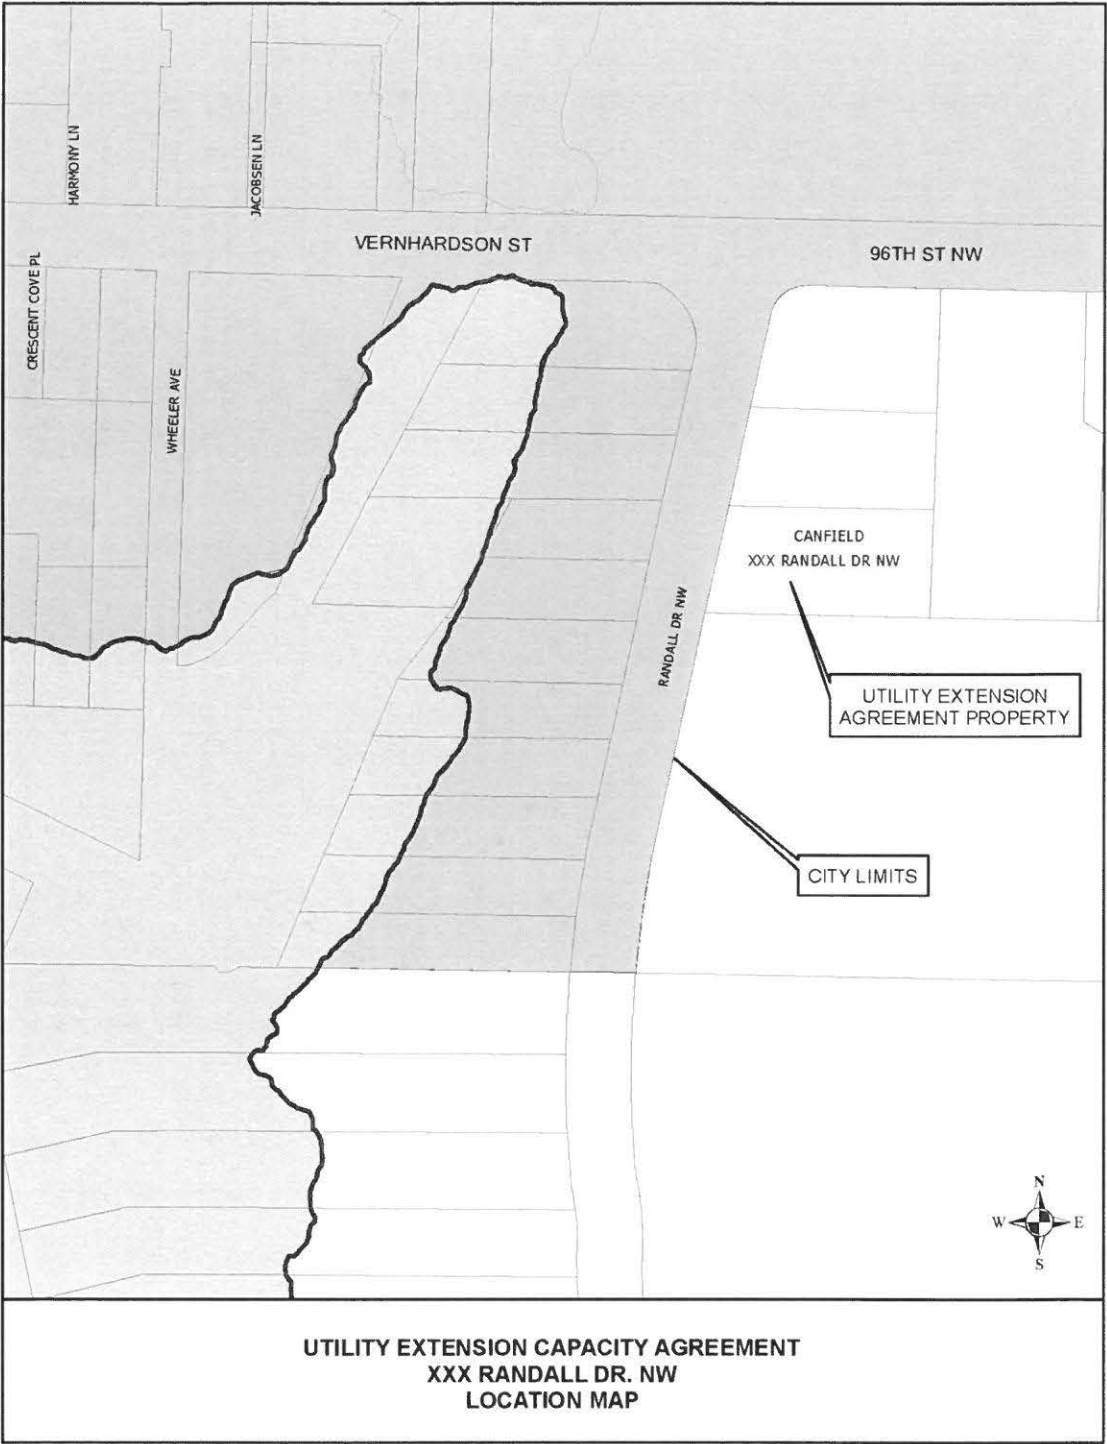 HARMONY LN
JACOBSEN LN
VERNHARDSON ST
96TH ST NW
CRESCENT COVE PL
WHEELER AVE
CANFIELD
XXX RANDALL DR NW
RANDALL DR NW
UTILITY EXTENSION
AGREEMENT PROPERTY
CITY LIMITS
N
W E
S
UTILITY EXTENSION CAPACITY AGREEMENT
XXX RANDALL DR. NW
LOCATION MAP